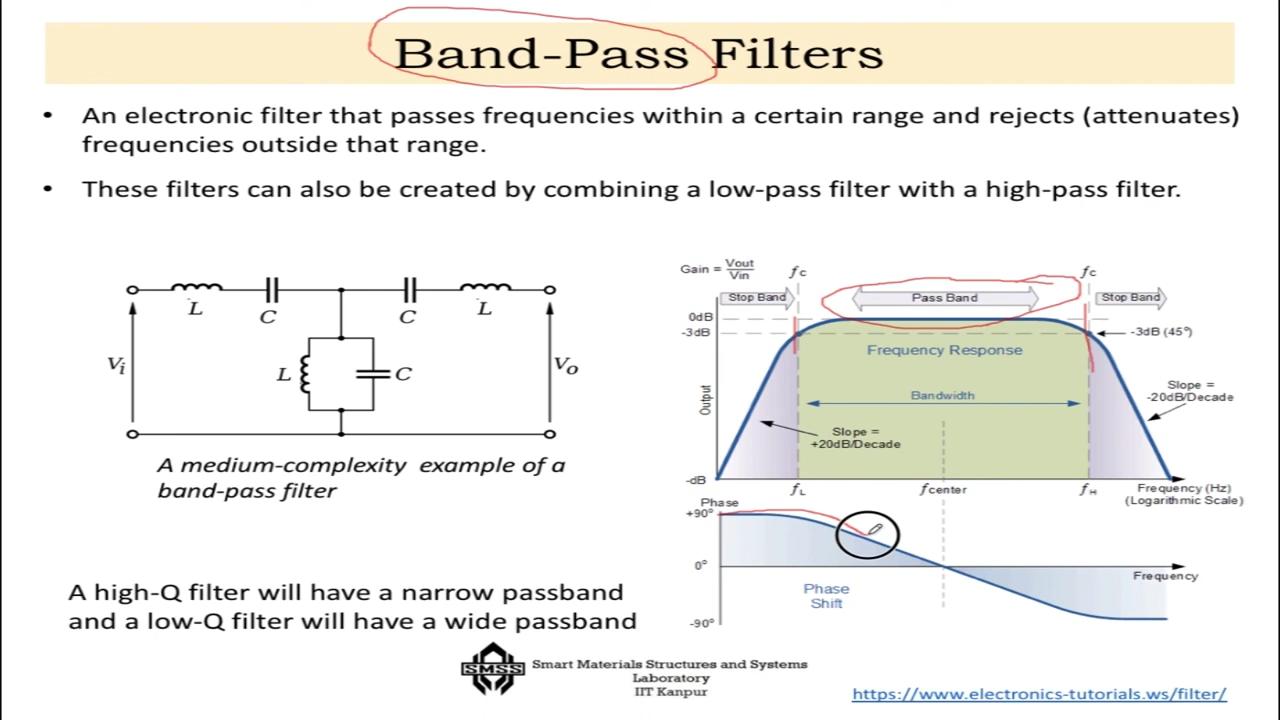 Band-Pass Filters
• An electronic filter that passes frequencies within a certain range and rejects (attenuates)
frequencies outside that range.
• These filters can also be created by combining a low-pass filter with a high-pass filter.
L
C
C
L
Vi
L
C
Vo
A medium-complexity example of a
band-pass filter
A high-Q filter will have a narrow passband
and a low-Q filter will have a wide passband
Gain = Vout
Vin
fC
fC
Stop Band
Pass Band
Stop Band
0dB
-3dB
-3dB (45°)
Frequency Response
Output
Bandwidth
Slope =
-20dB/Decade
Slope =
+20dB/Decade
-dB
fL
fcenter
fH
Frequency (Hz)
(Logarithmic Scale)
Phase
+90°
0°
Frequency
Phase
Shift
-90°
SMSS
Smart Materials Structures and Systems
Laboratory
IIT Kanpur
https://www.electronics-tutorials.ws/filter/